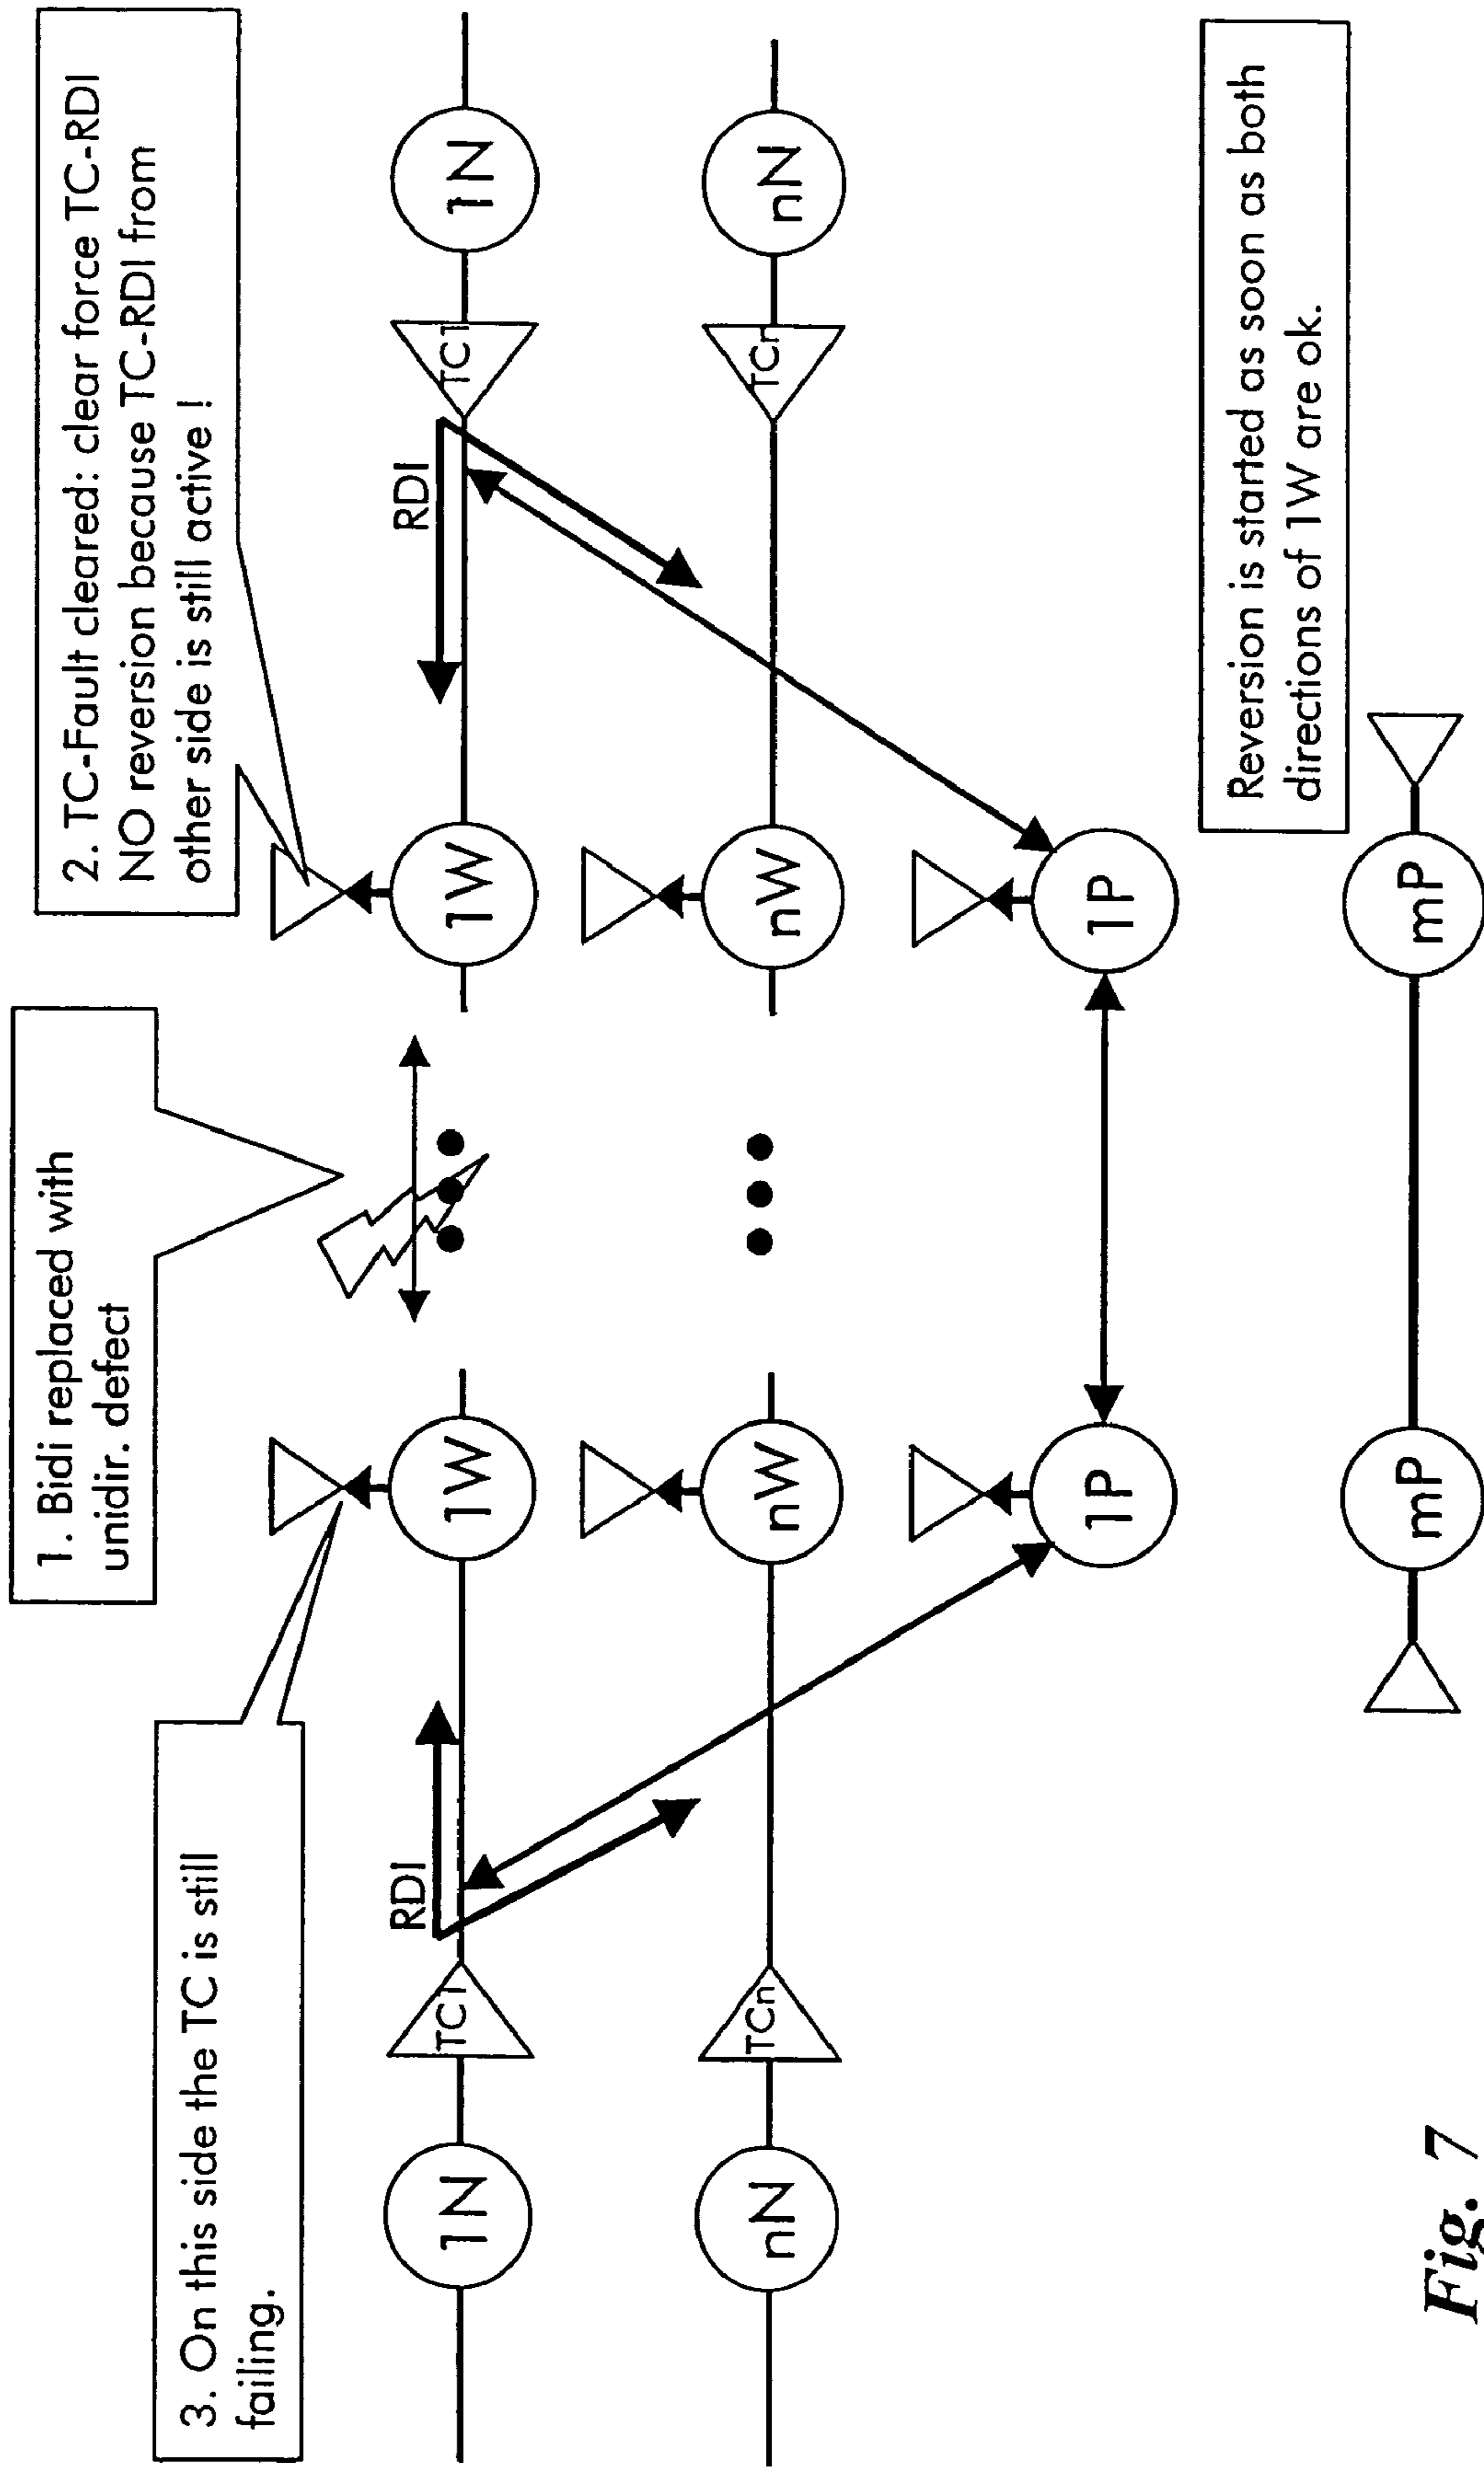 1. Bidi replaced with
unidir. defect
2. TC-Fault cleared: clear force TC-RDI
NO reversion because TC-RDI from
other side is still active !
3. On this side the TC is still
failing.
1N
TC1
RDI
1W
1W
RDI
TC1
1N
nN
TCn
nW
nW
TCn
nN
1P
1P
Reversion is started as soon as both
directions of 1W are ok.
mP
mP
Fig. 7